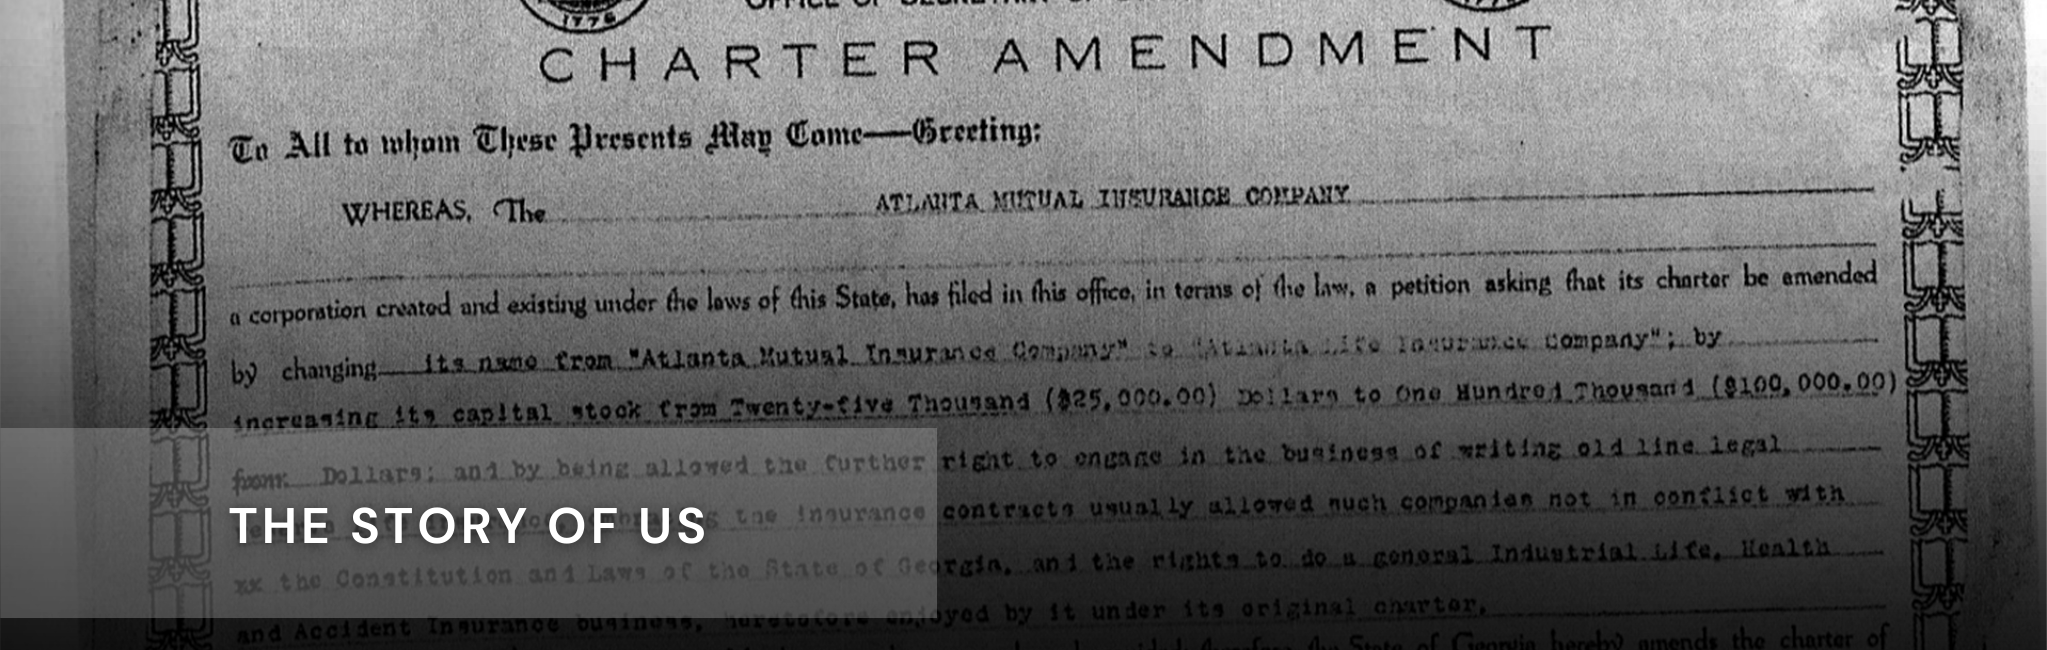 1776
OFFICE OF SECRETARY OF
CHARTER AMENDMENT
To All to whom These Presents May Come—Greeting:
WHEREAS, The ATLANTA MUTUAL INSURANCE COMPANY
a corporation created and existing under the laws of this State, has filed in this office, in terms of the law, a petition asking that its charter be amended
by changing its name from "Atlanta Mutual Insurance Company" to "Atlanta Life Insurance Company"; by
increasing its capital stock from Twenty-five Thousand ($25,000.00) Dollars to One Hundred Thousand ($100,000.00)
Dollars; and by being allowed the further right to engage in the business of writing old line legal
the insurance contracts usually allowed such companies not in conflict with
THE STORY OF US
xx the Constitution and Laws of the State of Georgia, and the rights to do a general Industrial Life, Health
and Accident Insurance business, heretofore enjoyed by it under its original charter.
the State of Georgia hereby amends the charter of